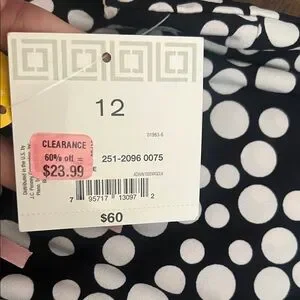 12
01983-6
CLEARANCE
60% off =
$23.99
251-2096 0075
7 95717 13097 2
$60
Distributed in the U.S. by
J.C. Penney